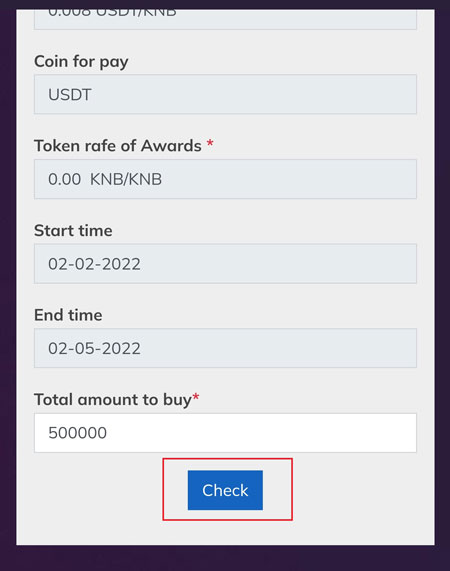 0.008 USDT/KNB
Coin for pay
USDT
Token rafe of Awards *
0.00 KNB/KNB
Start time
02-02-2022
End time
02-05-2022
Total amount to buy*
500000
Check